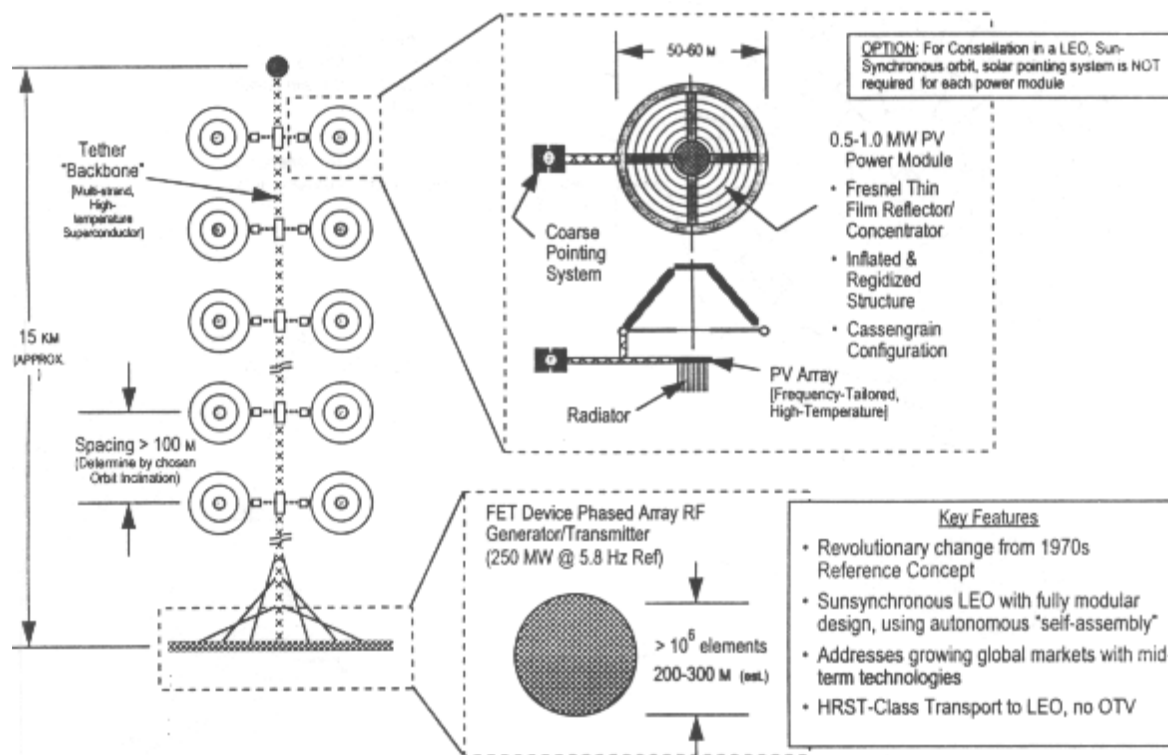 50-60 M
OPTION: For Constellation in a LEO, Sun-
Synchronous orbit, solar pointing system is NOT
required for each power module
Tether
"Backbone"
[Multi-strand,
High-
temperature
Superconductor]
Coarse
Pointing
System
0.5-1.0 MW PV
Power Module
• Fresnel Thin
Film Reflector/
Concentrator
• Inflated &
Regidized
Structure
• Cassengrain
Configuration
15 KM
[APPROX.
]
PV Array
[Frequency-Tailored,
High-Temperature]
Radiator
Spacing > 100 M
(Determine by chosen
Orbit Inclination)
FET Device Phased Array RF
Generator/Transmitter
(250 MW @ 5.8 Hz Ref)
> 10⁶ elements
200-300 M (est.)
Key Features
• Revolutionary change from 1970s
Reference Concept
• Sunsynchronous LEO with fully modular
design, using autonomous "self-assembly"
• Addresses growing global markets with mid-
term technologies
• HRST-Class Transport to LEO, no OTV